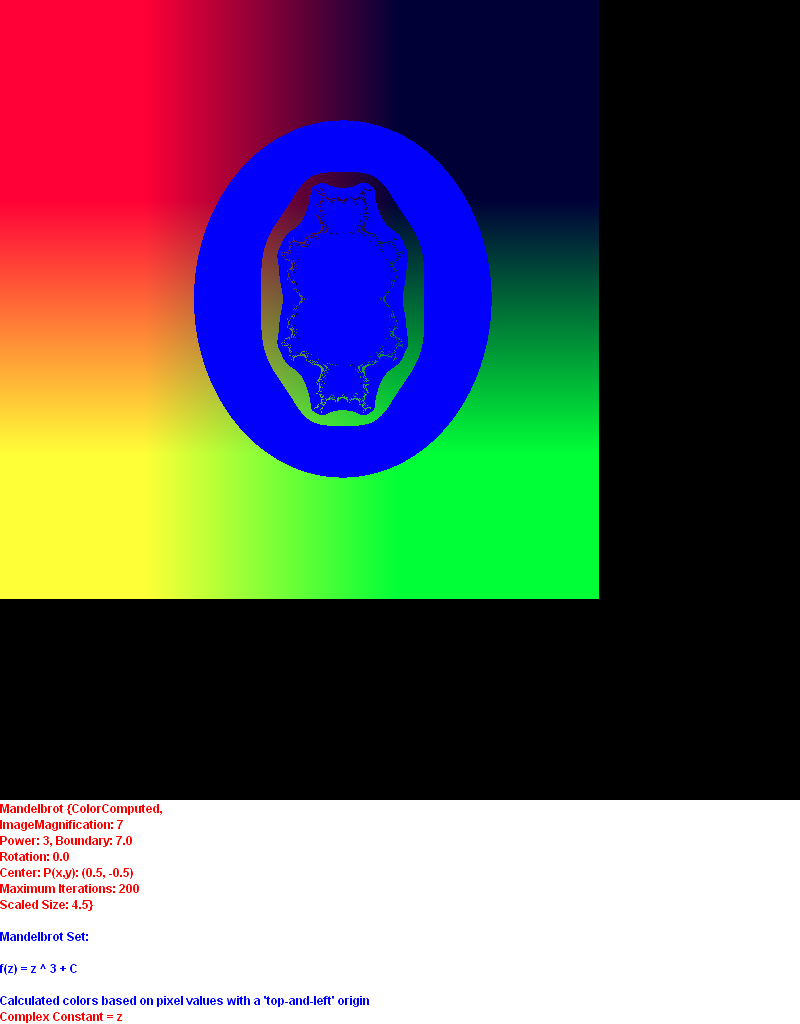 Mandelbrot {ColorComputed,
ImageMagnification: 7
Power: 3, Boundary: 7.0
Rotation: 0.0
Center: P(x,y): (0.5, -0.5)
Maximum Iterations: 200
Scaled Size: 4.5}
Mandelbrot Set:
f(z) = z ^ 3 + C
Calculated colors based on pixel values with a 'top-and-left' origin
Complex Constant = z